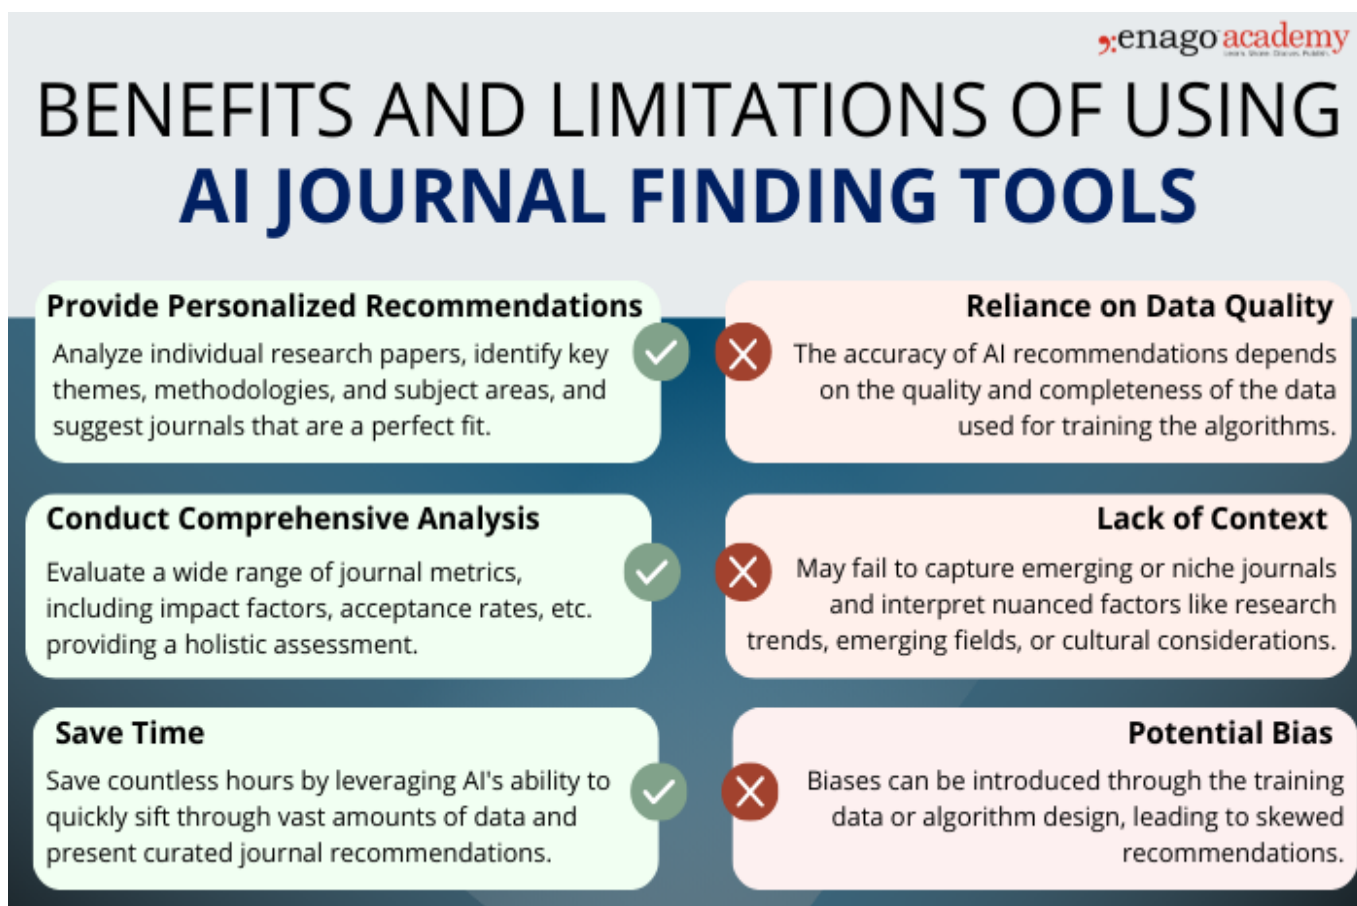 enago academy
Learn. Share. Discuss. Publish.
BENEFITS AND LIMITATIONS OF USING
AI JOURNAL FINDING TOOLS
Provide Personalized Recommendations
Analyze individual research papers, identify key
themes, methodologies, and subject areas, and
suggest journals that are a perfect fit.
Reliance on Data Quality
The accuracy of AI recommendations depends
on the quality and completeness of the data
used for training the algorithms.
Conduct Comprehensive Analysis
Evaluate a wide range of journal metrics,
including impact factors, acceptance rates, etc.
providing a holistic assessment.
Lack of Context
May fail to capture emerging or niche journals
and interpret nuanced factors like research
trends, emerging fields, or cultural considerations.
Save Time
Save countless hours by leveraging AI's ability to
quickly sift through vast amounts of data and
present curated journal recommendations.
Potential Bias
Biases can be introduced through the training
data or algorithm design, leading to skewed
recommendations.